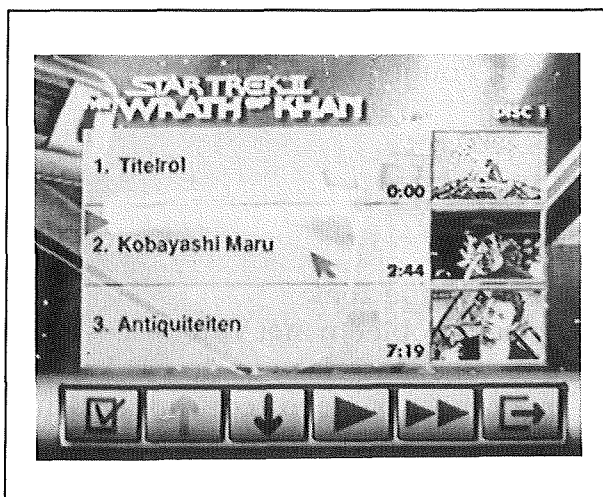 STAR TREK II
THE WRATH OF KHAN
DISC 1
1. Titelrol
0:00
2. Kobayashi Maru
2:44
3. Antiquiteiten
7:19